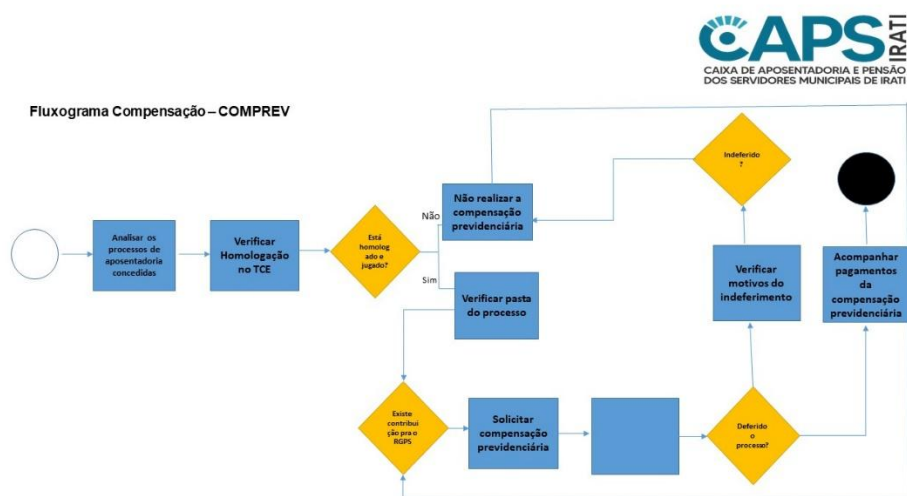 CAPS
IRATI
CAIXA DE APOSENTADORIA E PENSÃO
DOS SERVIDORES MUNICIPAIS DE IRATI
Fluxograma Compensação – COMPREV
Analisar os
processos de
aposentadoria
concedidas
Verificar
Homologação
no TCE
Está
homolog
ado e
jugado?
Não
Sim
Não realizar a
compensação
previdenciária
Verificar pasta
do processo
Existe
contribui
ção pra o
RGPS
Solicitar
compensação
previdenciária
Deferido
o
processo?
Verificar
motivos do
indeferimento
Indeferido
?
Acompanhar
pagamentos
da
compensação
previdenciária